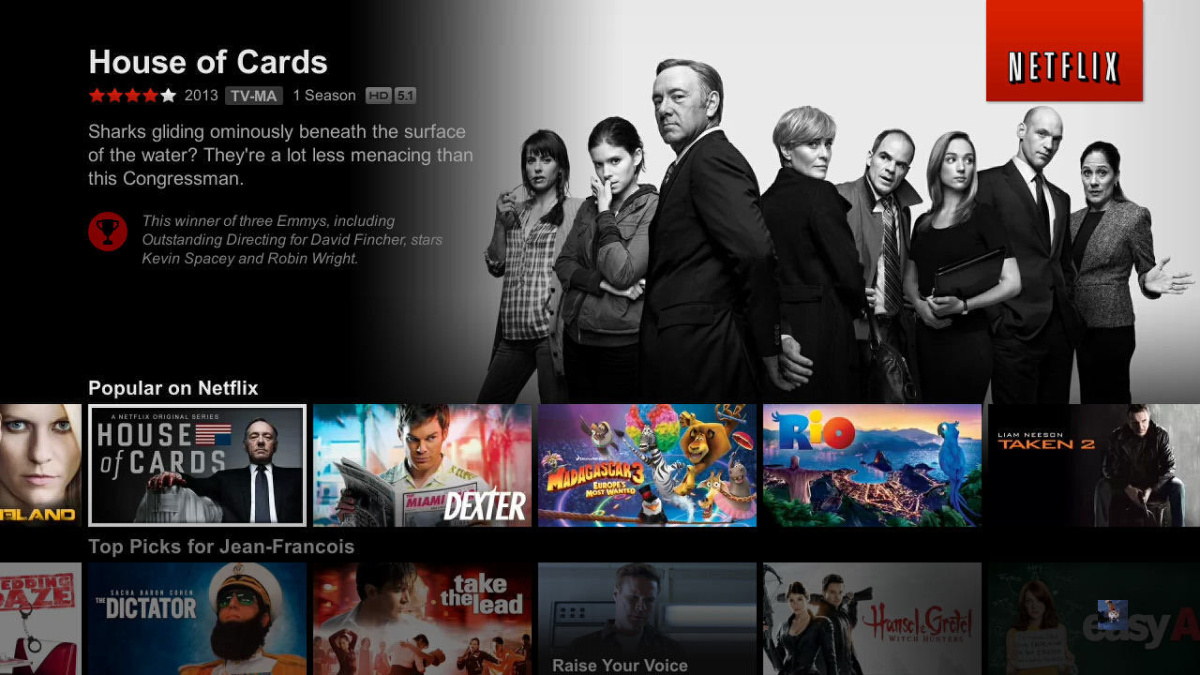 House of Cards
NETFLIX
2013 TV-MA 1 Season HD 5.1
Sharks gliding ominously beneath the surface
of the water? They're a lot less menacing than
this Congressman.
This winner of three Emmys, including
Outstanding Directing for David Fincher, stars
Kevin Spacey and Robin Wright.
Popular on Netflix
LAND
A NETFLIX ORIGINAL SERIES
HOUSE
of CARDS
MIAMI
DEXTER
MADAGASCAR 3
EUROPE'S
MOST WANTED
RIO
LIAM NEESON
TAKEN 2
Top Picks for Jean-Francois
EDDING
AZE
SACHA BARON COHEN
THE DICTATOR
take
the lead
Raise Your Voice
Hansel & Gretel
WITCH HUNTERS
easy A